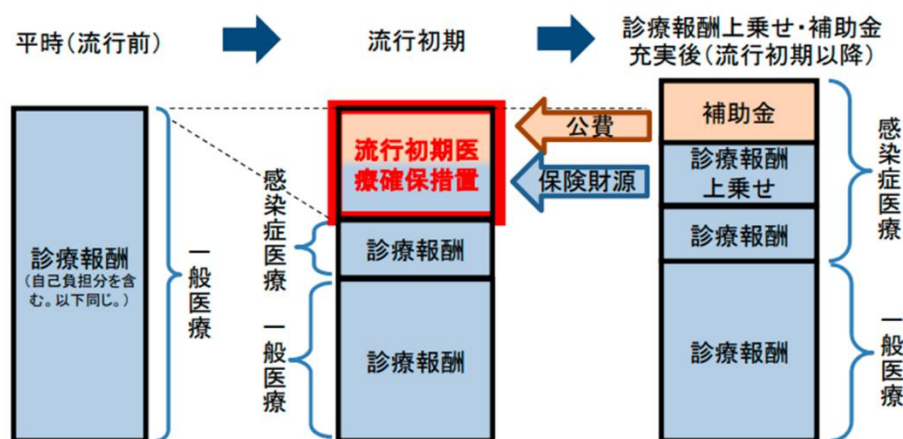 平時(流行前)
流行初期
診療報酬上乗せ・補助金
充実後(流行初期以降)
診療報酬
(自己負担分を含
む。以下同じ。)
一般医療
流行初期医
療確保措置
診療報酬
診療報酬
感染症医療
一般医療
公費
保険財源
補助金
診療報酬
上乗せ
診療報酬
診療報酬
感染症医療
一般医療